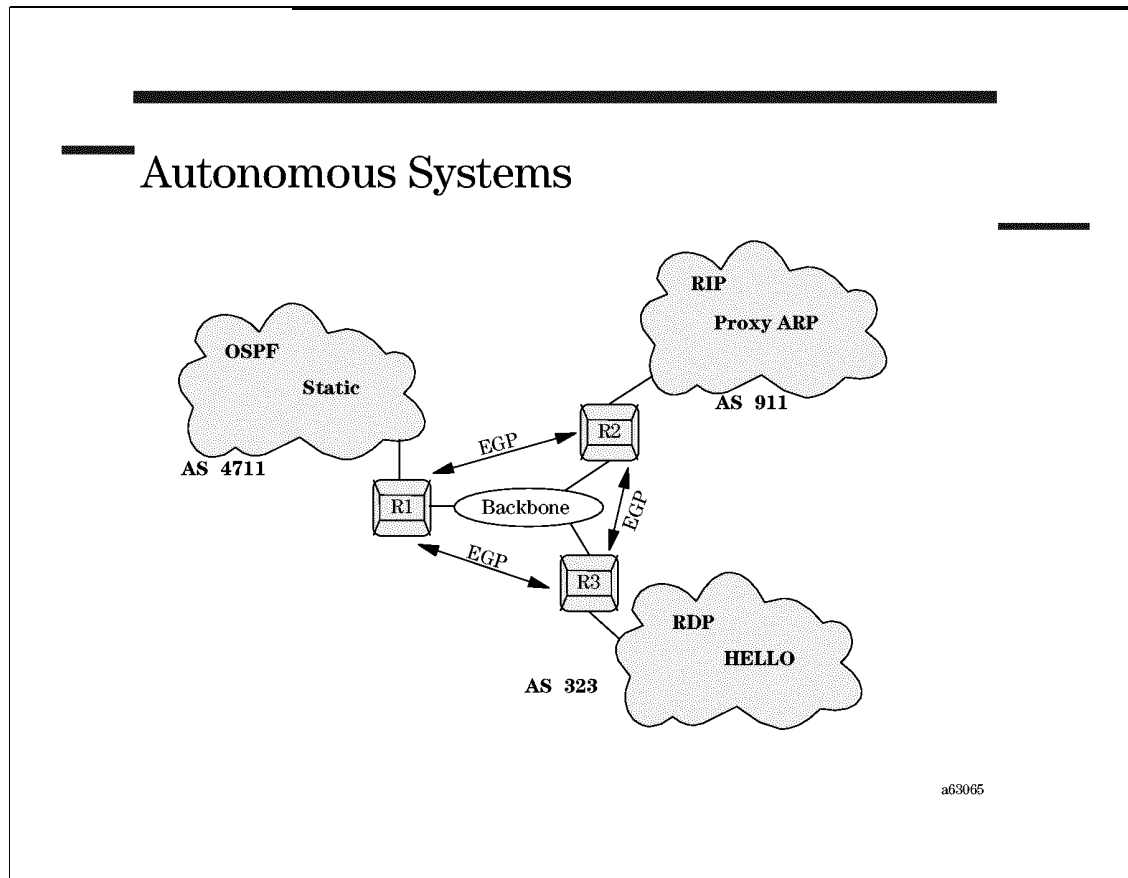 Autonomous Systems
RIP
Proxy ARP
AS 911
OSPF
Static
AS 4711
EGP
R2
R1
Backbone
EGP
EGP
R3
RDP
HELLO
AS 323
a63065